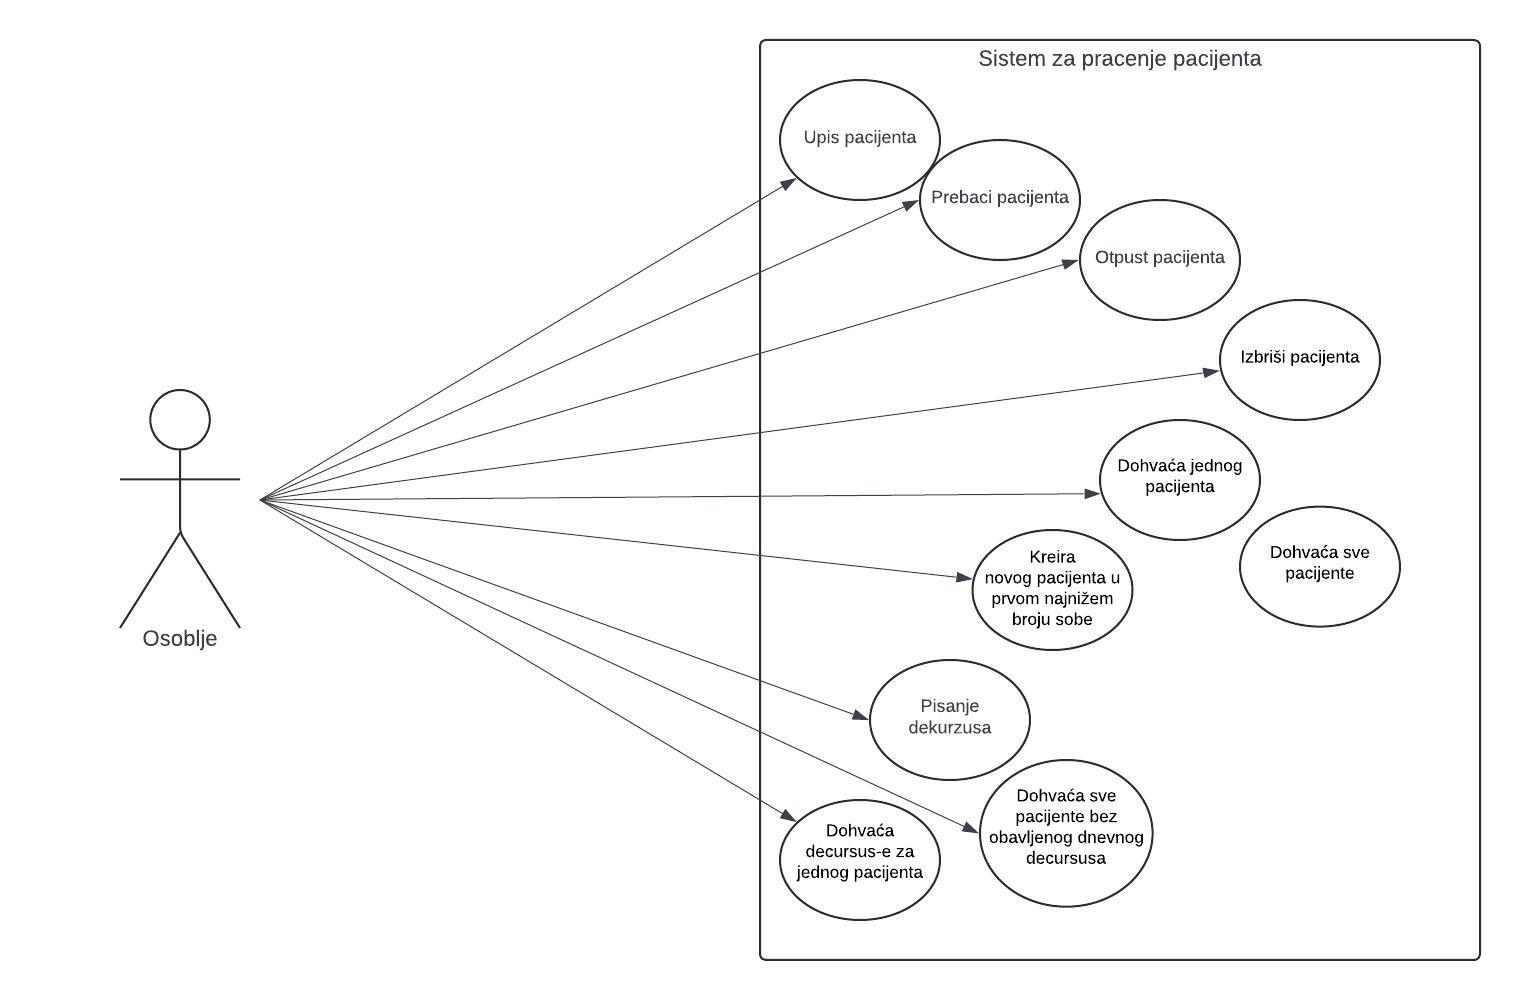 Sistem za pracenje pacijenta
Upis pacijenta
Prebaci pacijenta
Otpust pacijenta
Izbriši pacijenta
Dohvaća jednog
pacijenta
Dohvaća sve
pacijente
Kreira
novog pacijenta u
prvom najnižem
broju sobe
Osoblje
Pisanje
dekurzusa
Dohvaća sve
pacijente bez
obavljenog dnevnog
decursusa
Dohvaća
decursus-e za
jednog pacijenta